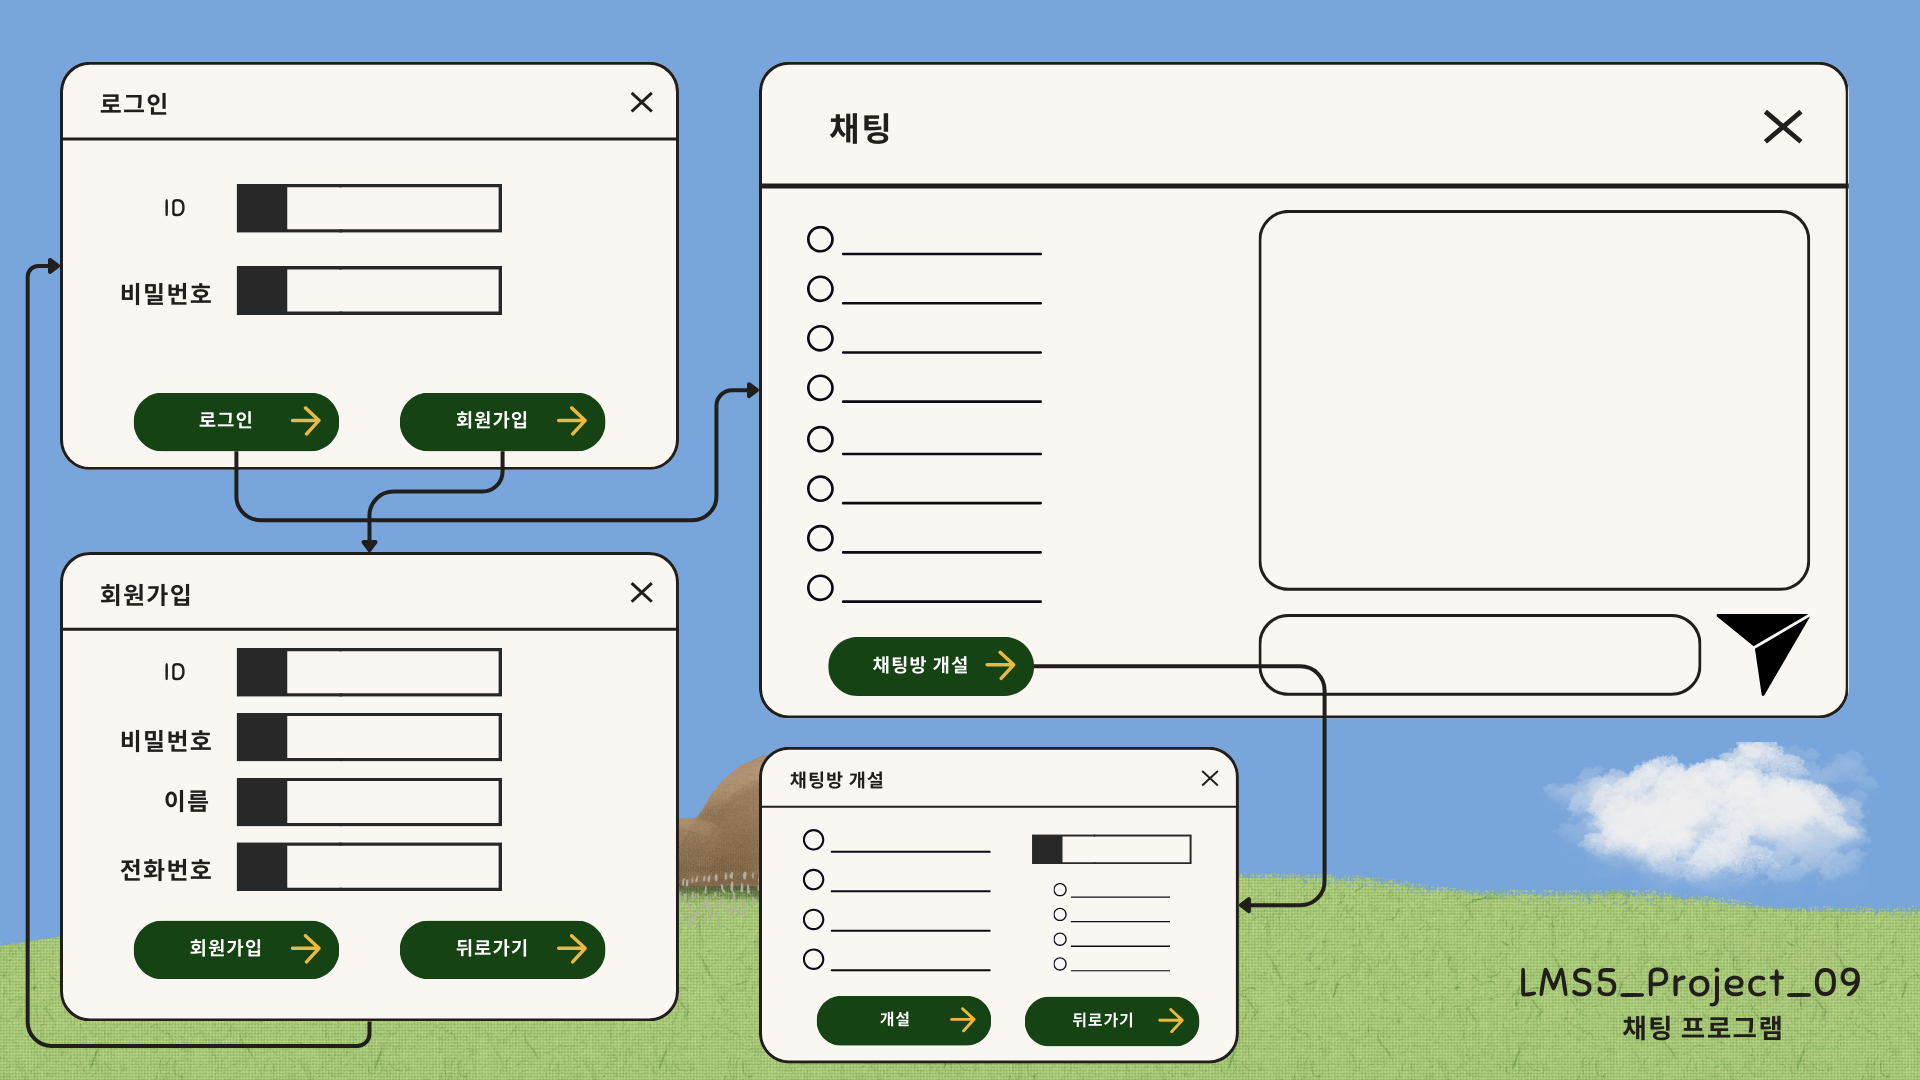 로그인
ID
비밀번호
로그인
회원가입
회원가입
ID
비밀번호
이름
전화번호
회원가입
뒤로가기
채팅
채팅방 개설
채팅방 개설
개설
뒤로가기
LMS5_Project_09
채팅 프로그램